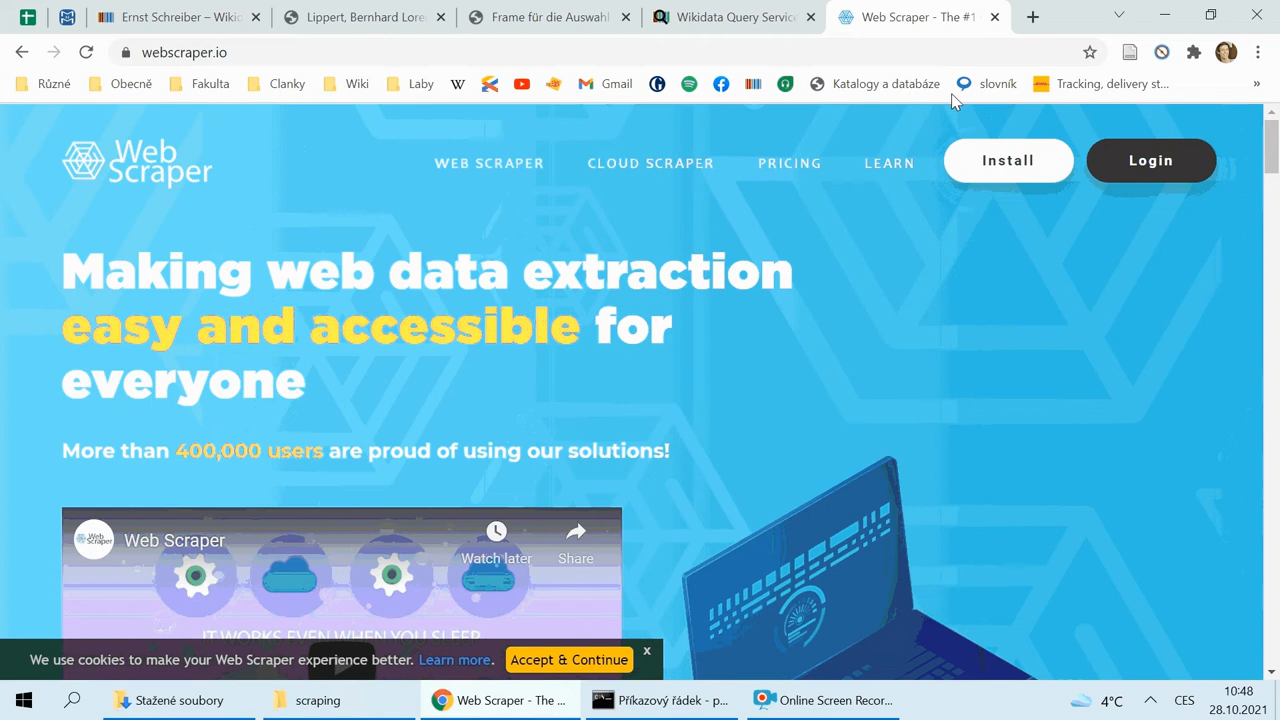 Ernst Schreiber – Wikid
Lippert, Bernhard Loren
Frame für die Auswahl
Wikidata Query Service
Web Scraper - The #1
webscraper.io
Různé
Obecně
Fakulta
Clanky
Wiki
Laby
Gmail
Katalogy a databáze
slovník
Tracking, delivery st...
»
Web
Scraper
WEB SCRAPER
CLOUD SCRAPER
PRICING
LEARN
Install
Login
Making web data extraction
easy and accessible for
everyone
More than 400,000 users are proud of using our solutions!
Web Scraper
Web Scraper
Watch later
Share
IT WORKS EVEN WHEN YOU SLEEP
We use cookies to make your Web Scraper experience better. Learn more.
Accept & Continue
x
Stažené soubory
scraping
Web Scraper - The ...
Příkazový řádek - p...
Online Screen Recor...
4°C
CES
10:48
28.10.2021